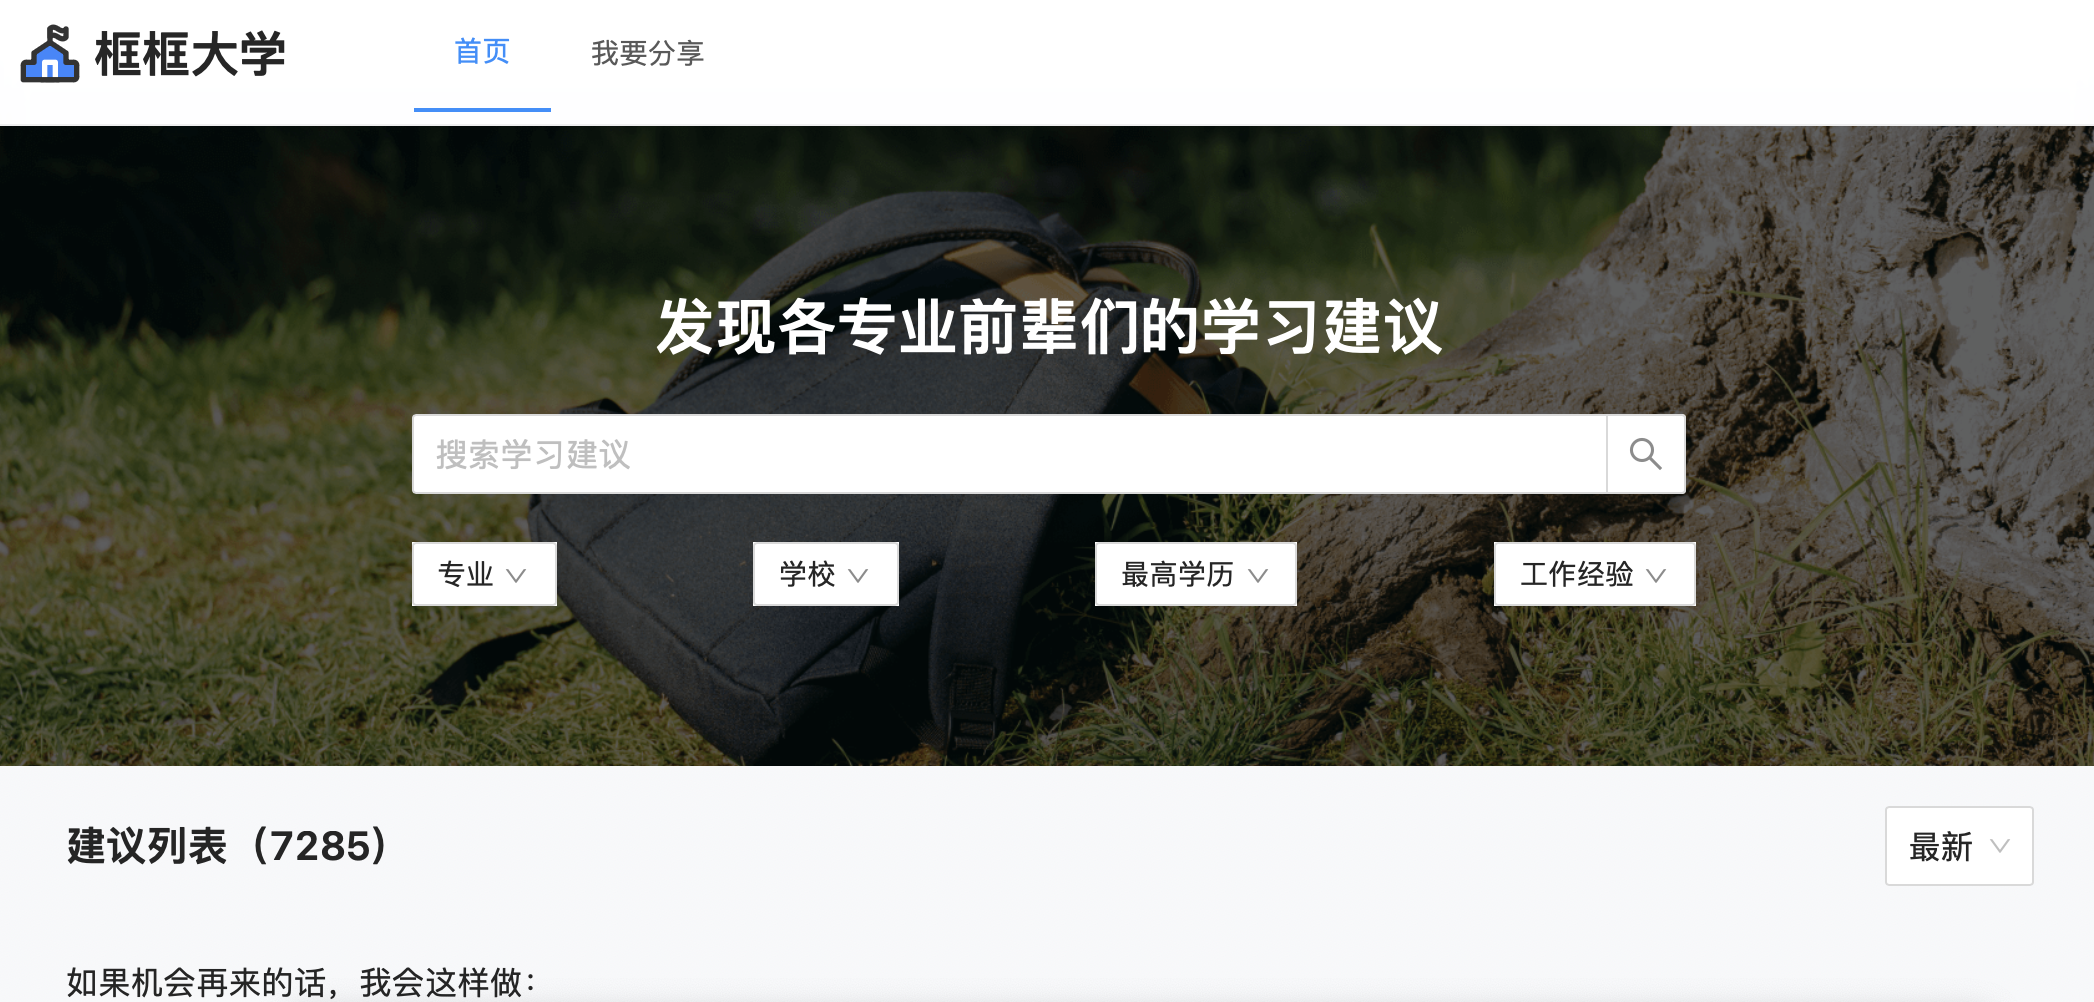 框框大学
首页
我要分享
发现各专业前辈们的学习建议
搜索学习建议
专业
学校
最高学历
工作经验
建议列表（7285）
最新
如果机会再来的话，我会这样做：